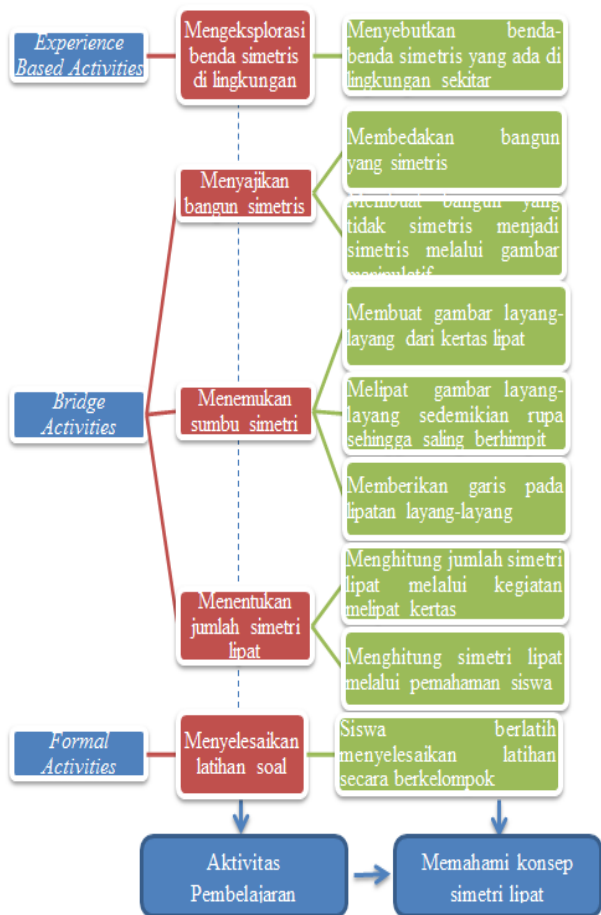 Experience
Based Activities
Mengeksplorasi
benda simetris
di lingkungan
Menyebutkan benda-
benda simetris yang ada di
lingkungan sekitar
Bridge
Activities
Menyajikan
bangun simetris
Membedakan bangun
yang simetris
Membuat bangun yang
tidak simetris menjadi
simetris melalui gambar
manipulatif
Menemukan
sumbu simetri
Membuat gambar layang-
layang dari kertas lipat
Melipat gambar layang-
layang sedemikian rupa
sehingga saling berhimpit
Memberikan garis pada
lipatan layang-layang
Menentukan
jumlah simetri
lipat
Menghitung jumlah simetri
lipat melalui kegiatan
melipat kertas
Menghitung simetri lipat
melalui pemahaman siswa
Formal
Activities
Menyelesaikan
latihan soal
Siswa berlatih
menyelesaikan latihan
secara berkelompok
Aktivitas
Pembelajaran
Memahami konsep
simetri lipat